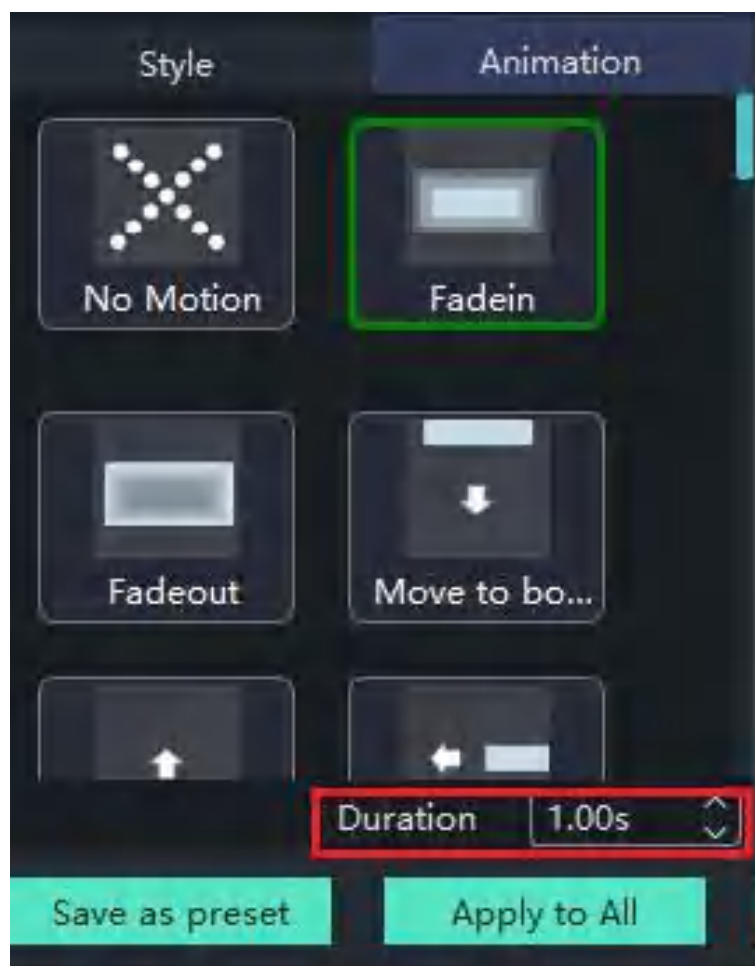 Style
Animation
No Motion
Fadein
Fadeout
Move to bo...
Duration
1.00s
Save as preset
Apply to All